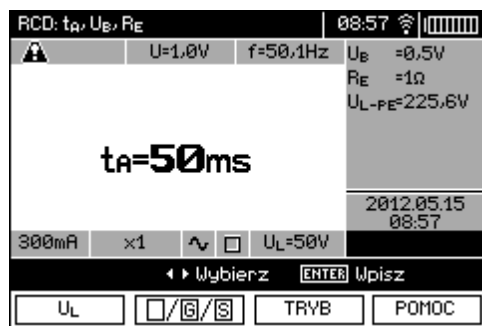 RCD: tA, UB, RE 08:57
U=1,0V f=50,1Hz
UB =0,5V
RE =1Ω
UL-PE=225,6V
tA=50ms
2012.05.15
08:57
300mA x1 ∿ □ UL=50V
Wybierz ENTER Wpisz
UL □/G/S TRYB POMOC